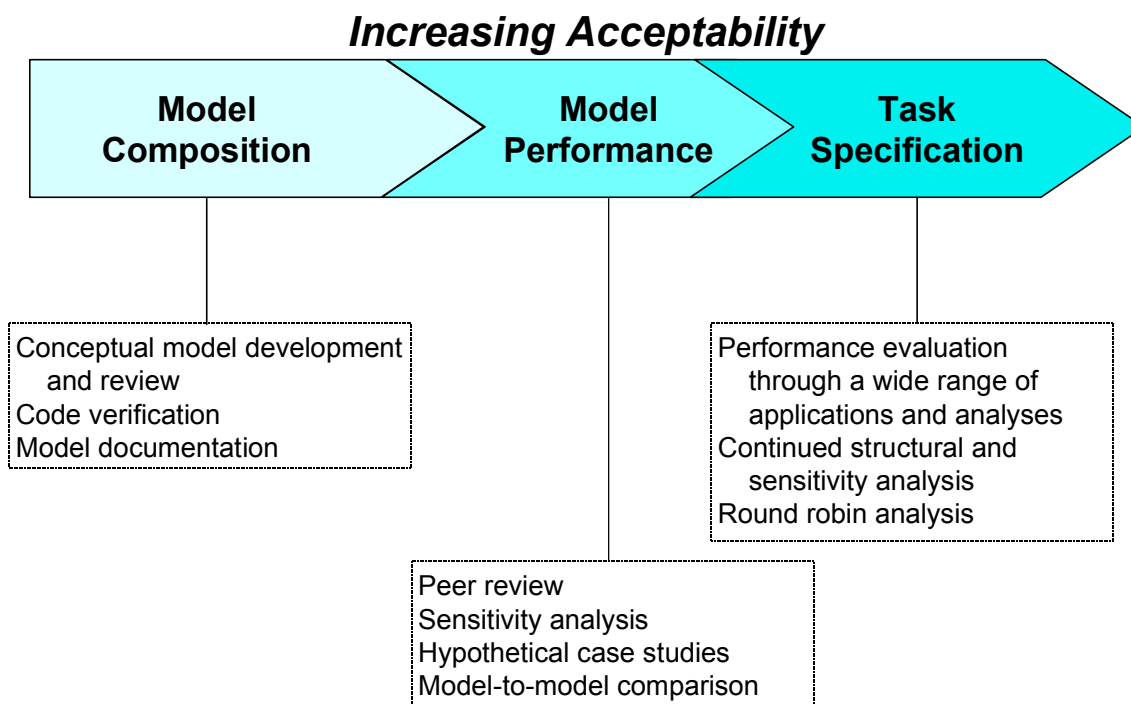 Increasing Acceptability
Model
Composition
Model
Performance
Task
Specification
Conceptual model development
and review
Code verification
Model documentation
Peer review
Sensitivity analysis
Hypothetical case studies
Model-to-model comparison
Performance evaluation
through a wide range of
applications and analyses
Continued structural and
sensitivity analysis
Round robin analysis